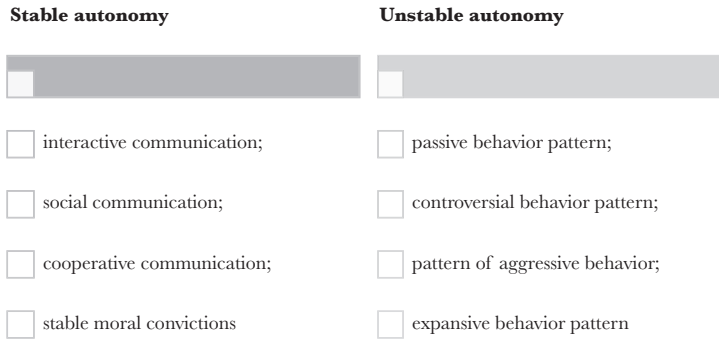 Stable autonomy
interactive communication;
social communication;
cooperative communication;
stable moral convictions
Unstable autonomy
passive behavior pattern;
controversial behavior pattern;
pattern of aggressive behavior;
expansive behavior pattern